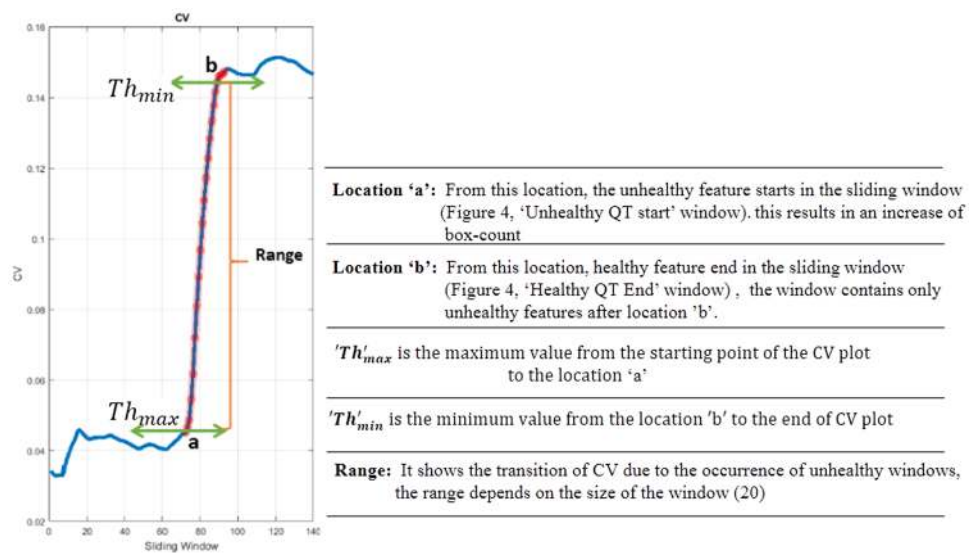 CV
0.16
b
Th_min
0.14
0.12
0.1
Range
CV
0.08
0.06
Th_max
a
0.04
0.02
0 20 40 60 80 100 120 140
Sliding Window
Location ‘a’: From this location, the unhealthy feature starts in the sliding window
(Figure 4, ‘Unhealthy QT start’ window). this results in an increase of
box-count
Location ‘b’: From this location, healthy feature end in the sliding window
(Figure 4, ‘Healthy QT End’ window) , the window contains only
unhealthy features after location ’b’.
′Th′max is the maximum value from the starting point of the CV plot
to the location ‘a’
′Th′min is the minimum value from the location ′b′ to the end of CV plot
Range: It shows the transition of CV due to the occurrence of unhealthy windows,
the range depends on the size of the window (20)